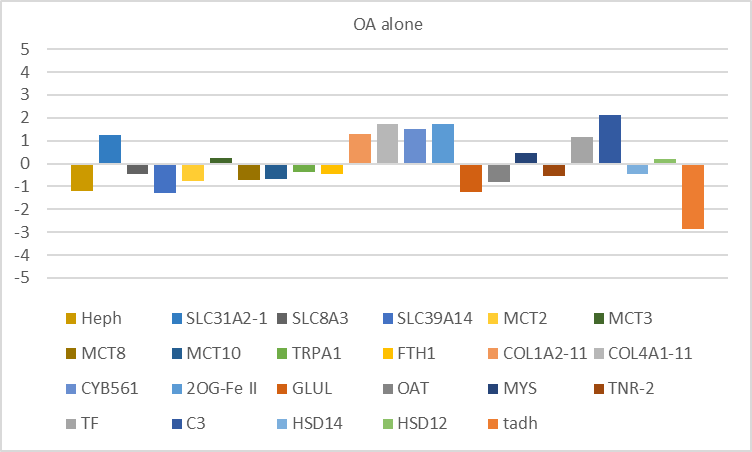 OA alone
5
4
3
2
1
0
-1
-2
-3
-4
-5
Heph SLC31A2-1 SLC8A3 SLC39A14 MCT2 MCT3
MCT8 MCT10 TRPA1 FTH1 COL1A2-11 COL4A1-11
CYB561 2OG-Fe II GLUL OAT MYS TNR-2
TF C3 HSD14 HSD12 tadh